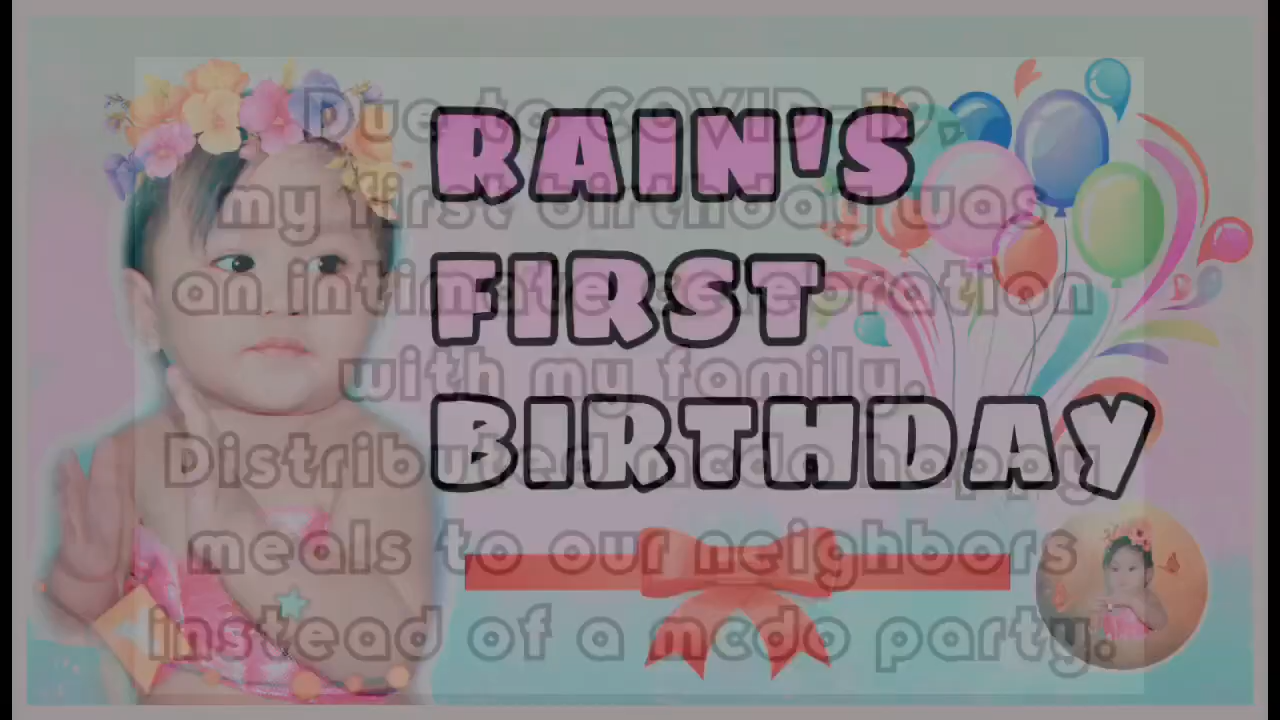 RAIN'S
FIRST
BIRTHDAY
Due to COVID-19,
my first birthday was
an intimate celebration
with my family.
Distributed mcdo happy
meals to our neighbors
instead of a mcdo party.